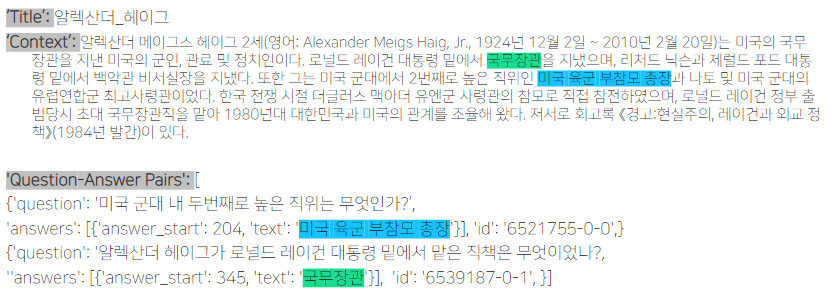 'Title': 알렉산더_헤이그
'Context': 알렉산더 메이그스 헤이그 2세(영어: Alexander Meigs Haig, Jr., 1924년 12월 2일 ~ 2010년 2월 20일)는 미국의 국무
장관을 지낸 미국의 군인, 관료 및 정치인이다. 로널드 레이건 대통령 밑에서 국무장관을 지냈으며, 리처드 닉슨과 제럴드 포드 대통
령 밑에서 백악관 비서실장을 지냈다. 또한 그는 미국 군대에서 2번째로 높은 직위인 미국 육군 부참모 총장과 나토 및 미국 군대의
유럽연합군 최고사령관이었다. 한국 전쟁 시절 더글러스 맥아더 유엔군 사령관의 참모로 직접 참전하였으며, 로널드 레이건 정부 출
범당시 초대 국무장관직을 맡아 1980년대 대한민국과 미국의 관계를 조율해 왔다. 저서로 회고록 《경고:현실주의, 레이건과 외교 정
책》(1984년 발간)이 있다.
'Question-Answer Pairs': [
{'question': '미국 군대 내 두번째로 높은 직위는 무엇인가?',
'answers': [{'answer_start': 204, 'text': '미국 육군 부참모 총장'}], 'id': '6521755-0-0',}
{'question': '알렉산더 헤이그가 로널드 레이건 대통령 밑에서 맡은 직책은 무엇이었나?,
''answers': [{'answer_start': 345, 'text': '국무장관'}], 'id': '6539187-0-1', }]